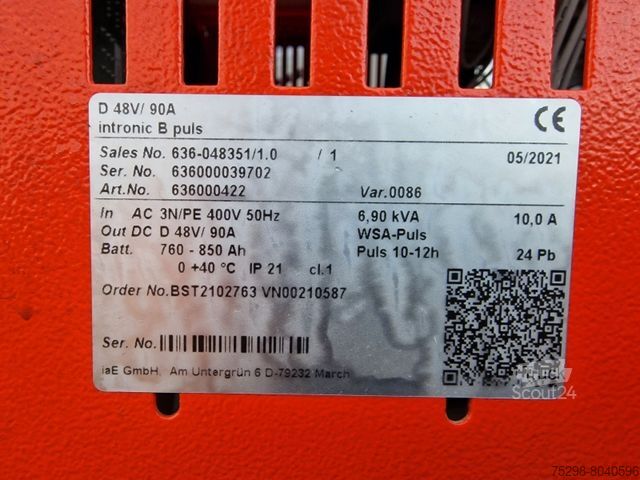 D 48V/ 90A
intronic B puls
CE
Sales No. 636-048351/1.0 / 1 05/2021
Ser. No. 636000039702
Art.No. 636000422 Var.0086
In AC 3N/PE 400V 50Hz 6,90 kVA 10,0 A
Out DC D 48V/ 90A WSA-Puls
Batt. 760 - 850 Ah Puls 10-12h 24 Pb
0 +40 °C IP 21 cl.1
Order No.BST2102763 VN00210587
Ser. No.
iaE GmbH, Am Untergrün 6 D-79232 March
Truck
Scout24
75298-8040596